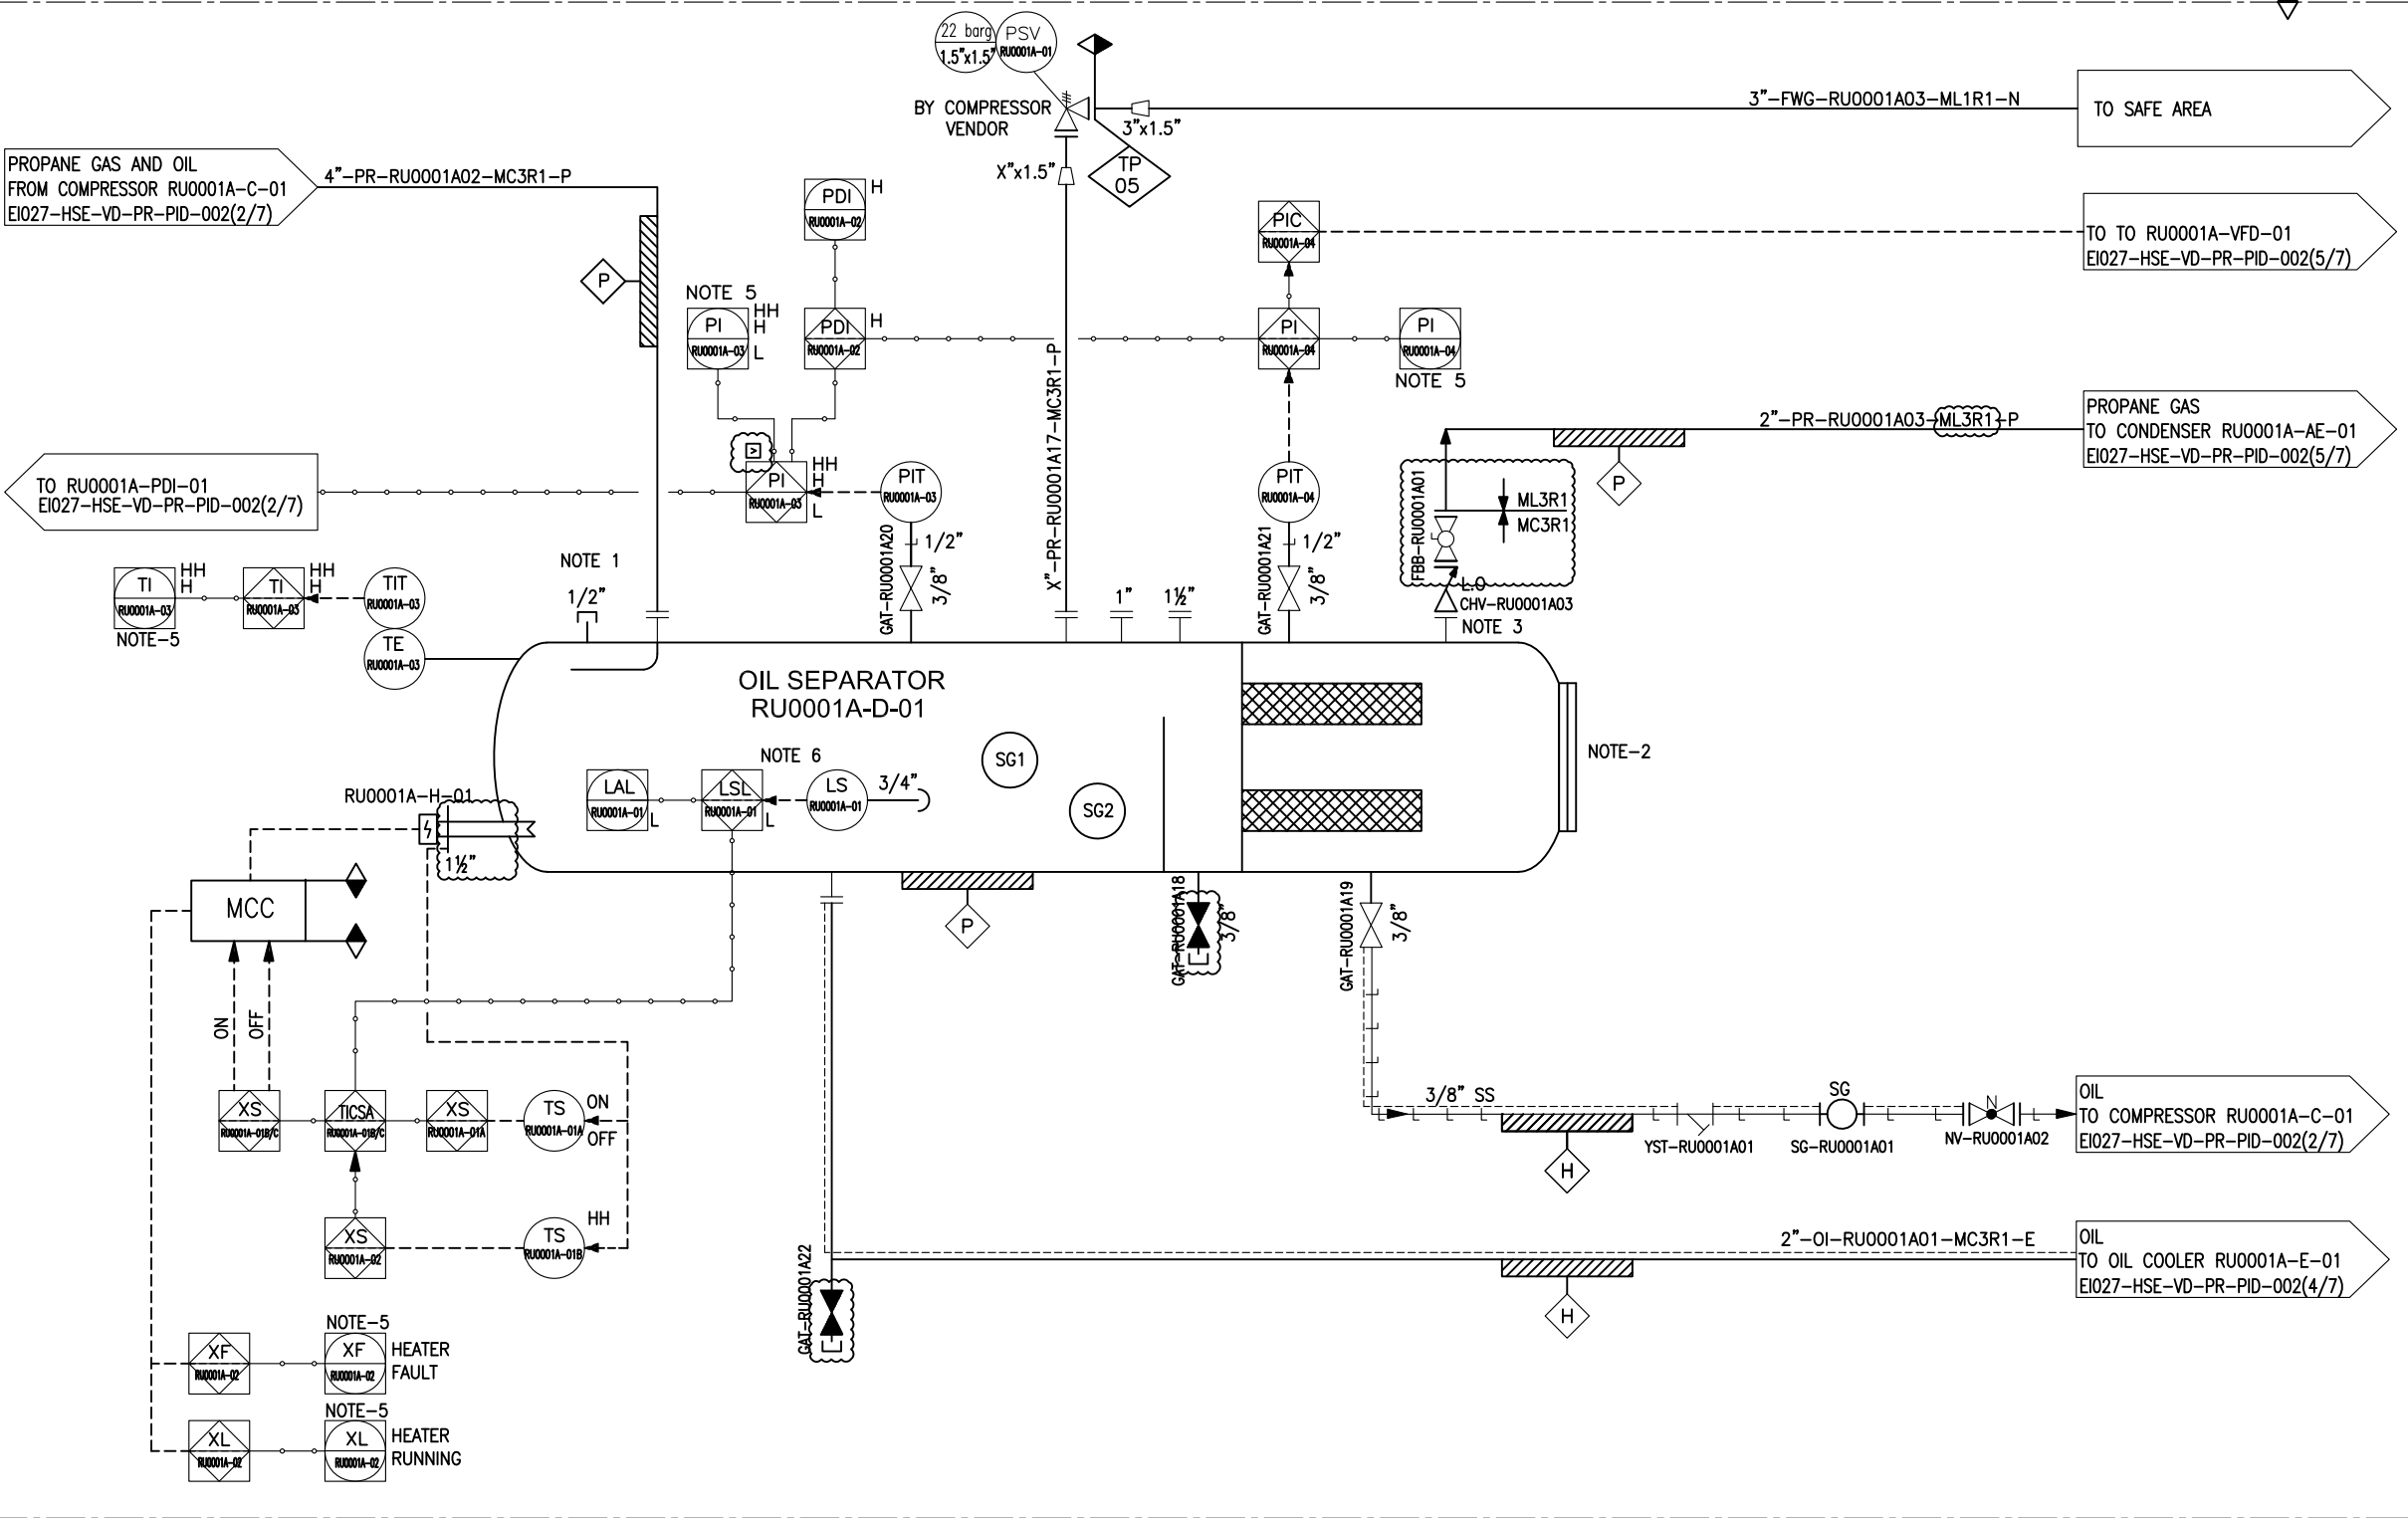 22 barg
1.5"x1.5"
PSV
RU0001A-01
BY COMPRESSOR
VENDOR
3"x1.5"
X"x1.5"
TP
05
3"-FWG-RU0001A03-ML1R1-N
TO SAFE AREA
PROPANE GAS AND OIL
FROM COMPRESSOR RU0001A-C-01
EI027-HSE-VD-PR-PID-002(2/7)
4"-PR-RU0001A02-MC3R1-P
P
PDI
RU0001A-02
H
PIC
RU0001A-04
TO TO RU0001A-VFD-01
EI027-HSE-VD-PR-PID-002(5/7)
NOTE 5
PI
RU0001A-03
HH
H
L
PDI
RU0001A-02
H
PI
RU0001A-04
PI
RU0001A-04
NOTE 5
X"-PR-RU0001A17-MC3R1-P
2"-PR-RU0001A03-ML3R1-P
PROPANE GAS
TO CONDENSER RU0001A-AE-01
EI027-HSE-VD-PR-PID-002(5/7)
P
TO RU0001A-PDI-01
EI027-HSE-VD-PR-PID-002(2/7)
>
PI
RU0001A-03
HH
H
L
PIT
RU0001A-03
GAT-RU0001A20
1/2"
3/8"
PIT
RU0001A-04
GAT-RU0001A21
1/2"
3/8"
FBB-RU0001A01
ML3R1
MC3R1
L.O
CHV-RU0001A03
NOTE 3
TI
RU0001A-03
HH
H
NOTE-5
TI
RU0001A-03
HH
H
TIT
RU0001A-03
TE
RU0001A-03
NOTE 1
1/2"
1"
1½"
OIL SEPARATOR
RU0001A-D-01
NOTE 6
LAL
RU0001A-01
L
LSL
RU0001A-01
L
LS
RU0001A-01
3/4"
SG1
SG2
NOTE-2
RU0001A-H-01
1½"
MCC
P
GAT-RU0001A18
3/8"
GAT-RU0001A19
3/8"
ON
OFF
XS
RU0001A-01B/C
TICSA
RU0001A-01B/C
XS
RU0001A-01A
TS
RU0001A-01A
ON
OFF
XS
RU0001A-02
TS
RU0001A-01B
HH
3/8" SS
H
YST-RU0001A01
SG
SG-RU0001A01
N
NV-RU0001A02
OIL
TO COMPRESSOR RU0001A-C-01
EI027-HSE-VD-PR-PID-002(2/7)
GAT-RU0001A22
2"-OI-RU0001A01-MC3R1-E
H
OIL
TO OIL COOLER RU0001A-E-01
EI027-HSE-VD-PR-PID-002(4/7)
NOTE-5
XF
RU0001A-02
XF
RU0001A-02
HEATER
FAULT
NOTE-5
XL
RU0001A-02
XL
RU0001A-02
HEATER
RUNNING